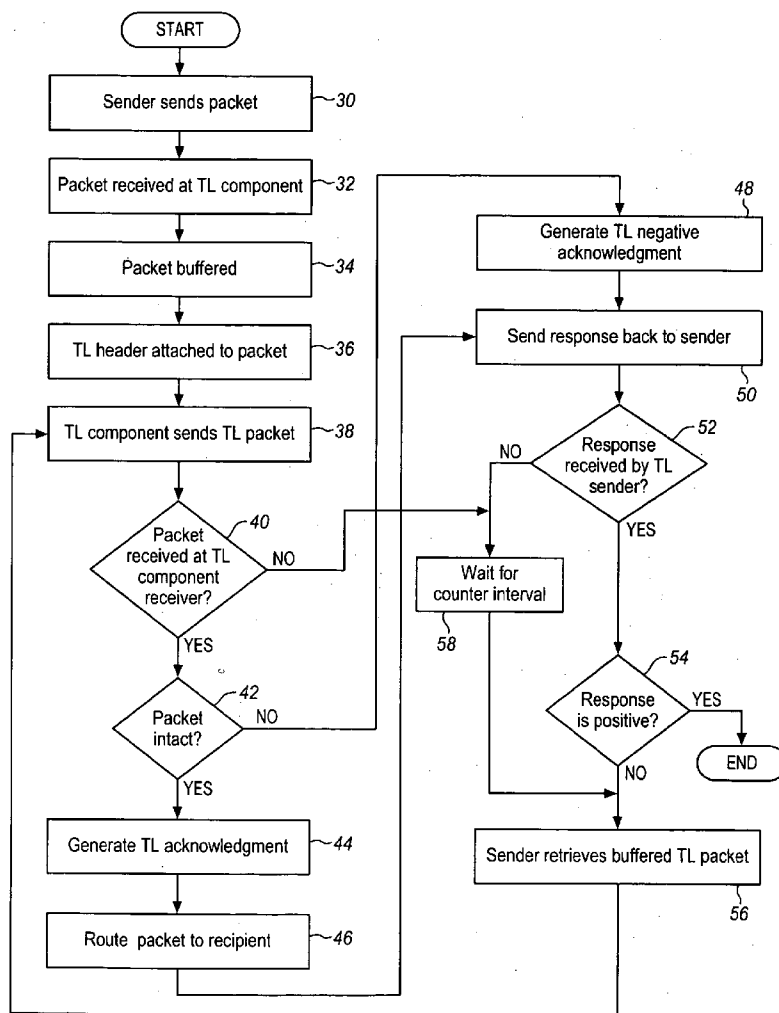 START
Sender sends packet
30
Packet received at TL component
32
Packet buffered
34
TL header attached to packet
36
TL component sends TL packet
38
Packet
received at TL
component
receiver?
40
NO
YES
Packet
intact?
42
NO
YES
Generate TL acknowledgment
44
Route packet to recipient
46
48
Generate TL negative
acknowledgment
Send response back to sender
50
52
Response
received by TL
sender?
NO
YES
Wait for
counter interval
58
54
Response
is positive?
YES
END
NO
Sender retrieves buffered TL packet
56